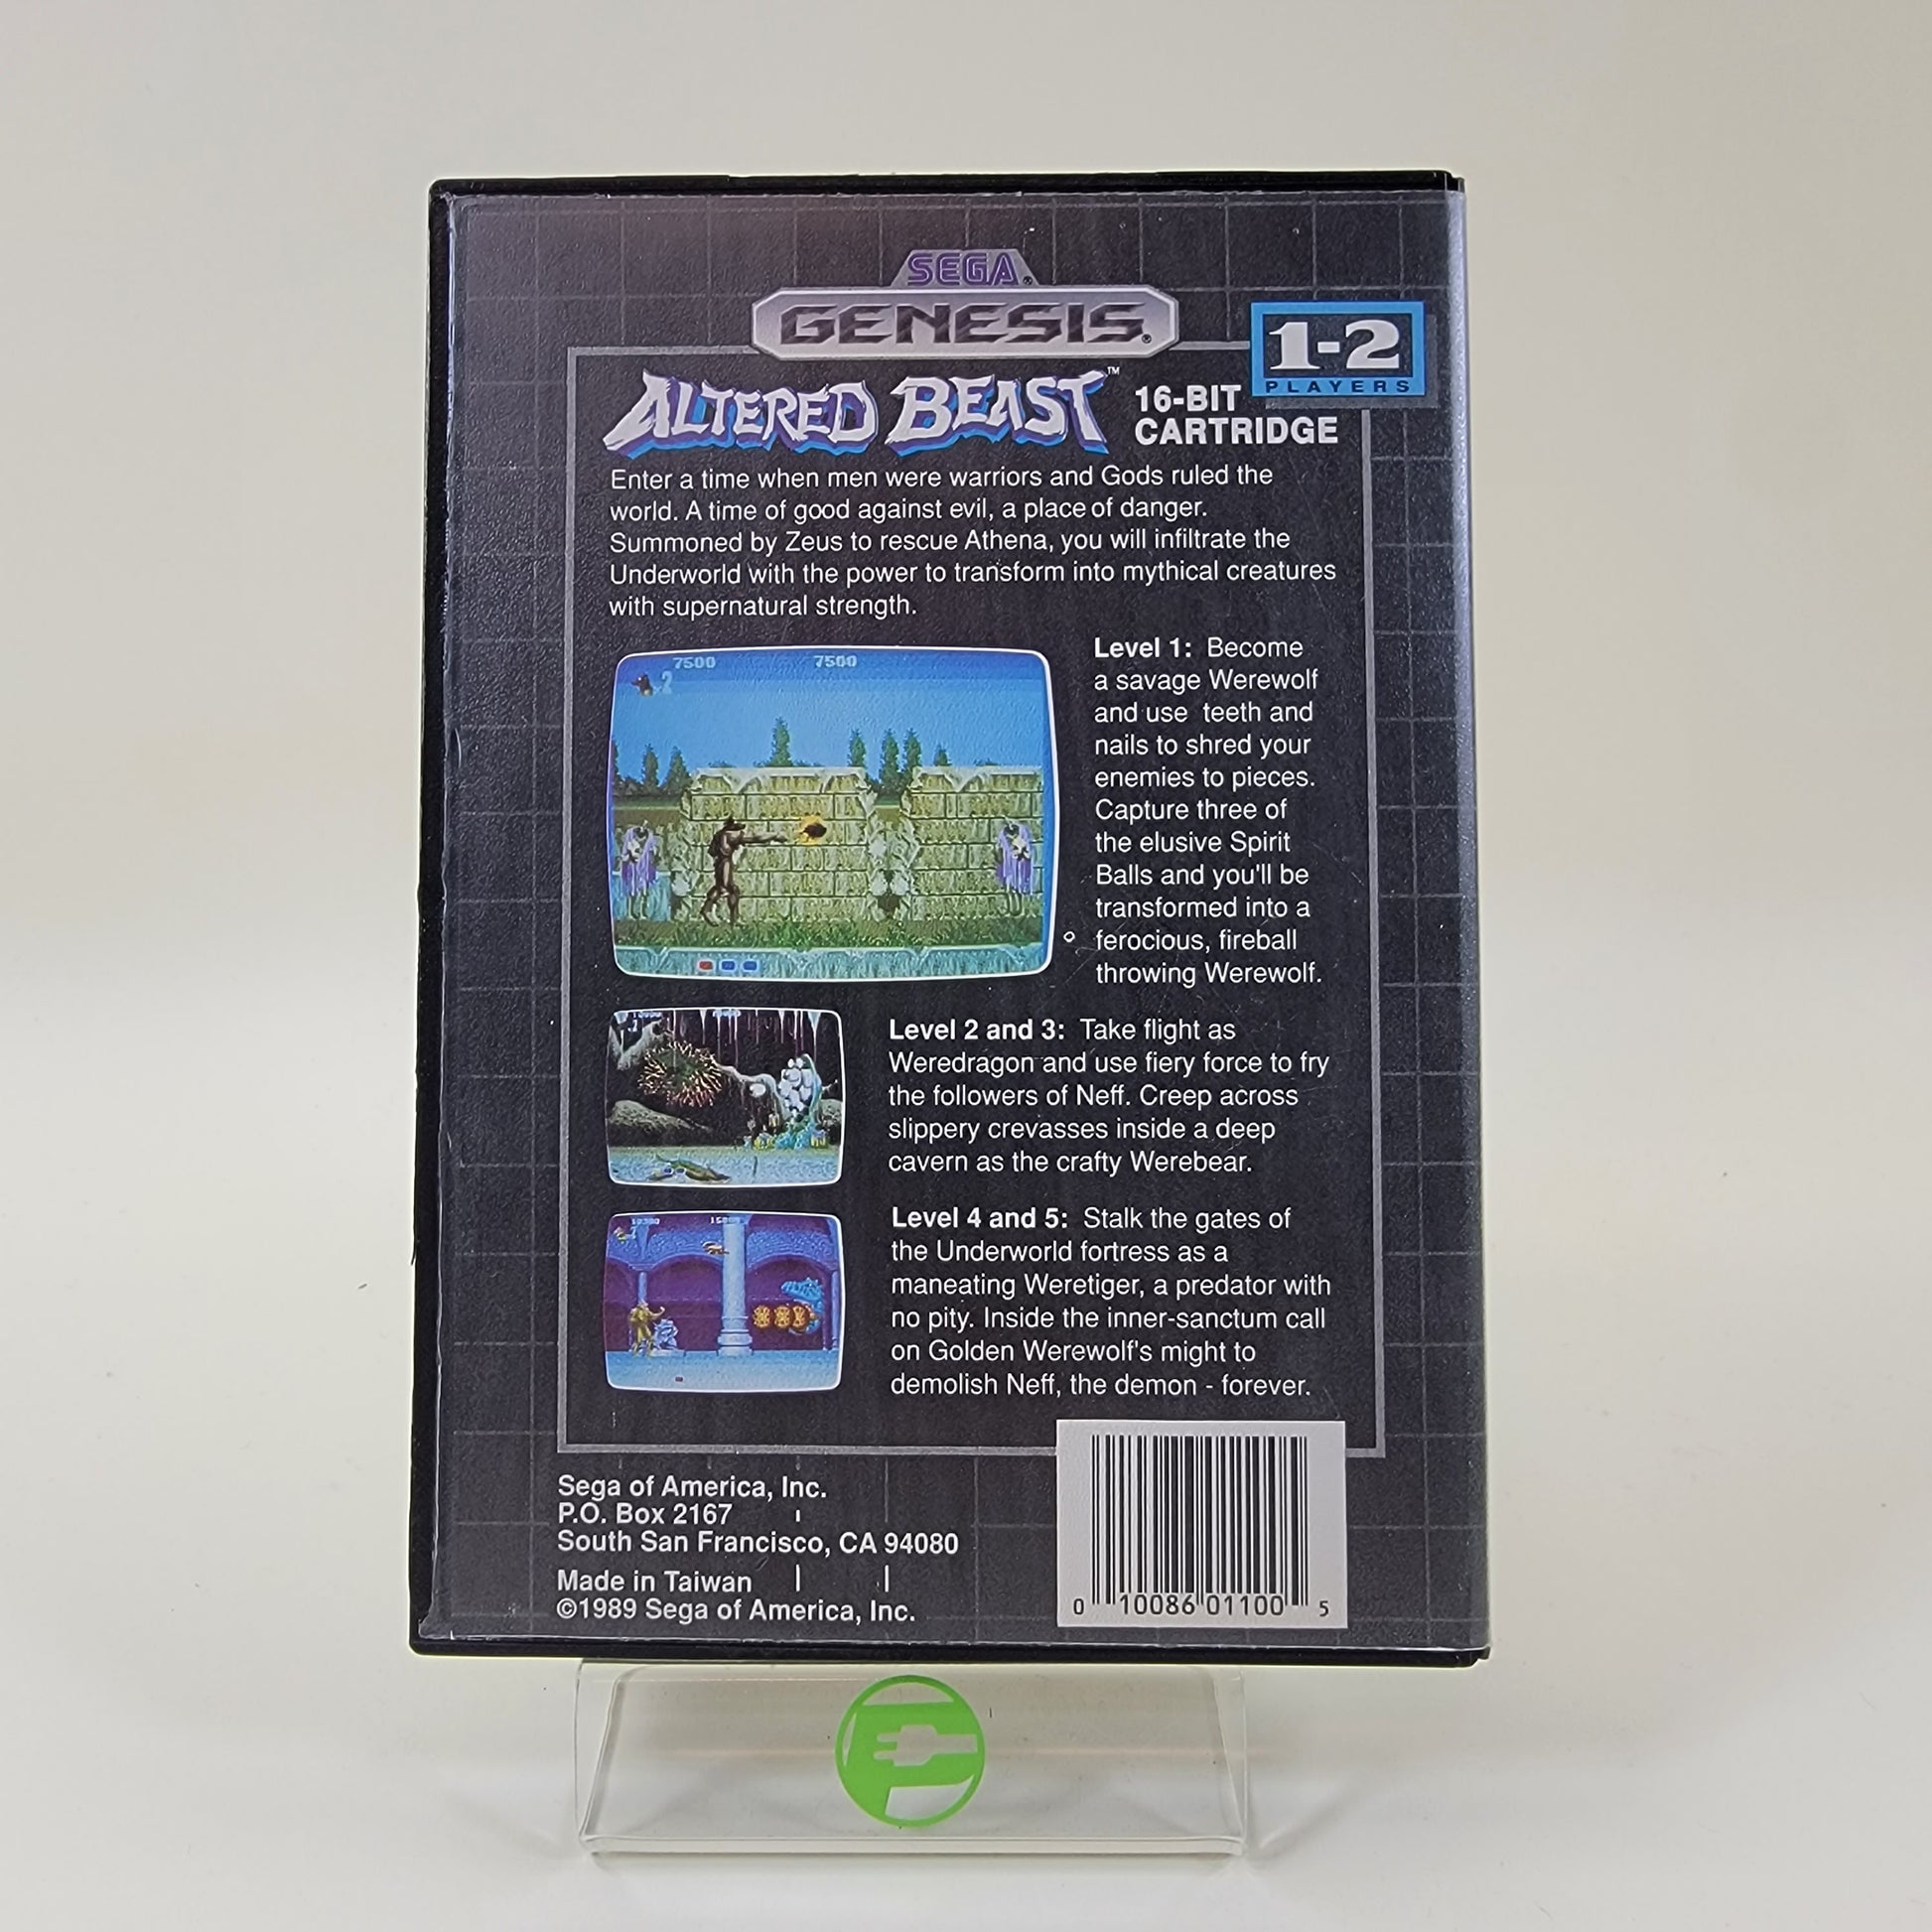 SEGA®
GENESIS®
1-2
PLAYERS
ALTERED BEAST™
16-BIT
CARTRIDGE
Enter a time when men were warriors and Gods ruled the
world. A time of good against evil, a place of danger.
Summoned by Zeus to rescue Athena, you will infiltrate the
Underworld with the power to transform into mythical creatures
with supernatural strength.
7500 7500
2
Level 1: Become
a savage Werewolf
and use teeth and
nails to shred your
enemies to pieces.
Capture three of
the elusive Spirit
Balls and you'll be
transformed into a
ferocious, fireball
throwing Werewolf.
Level 2 and 3: Take flight as
Weredragon and use fiery force to fry
the followers of Neff. Creep across
slippery crevasses inside a deep
cavern as the crafty Werebear.
Level 4 and 5: Stalk the gates of
the Underworld fortress as a
maneating Weretiger, a predator with
no pity. Inside the inner-sanctum call
on Golden Werewolf's might to
demolish Neff, the demon - forever.
Sega of America, Inc.
P.O. Box 2167
South San Francisco, CA 94080
Made in Taiwan
©1989 Sega of America, Inc.
0 10086 01100 5